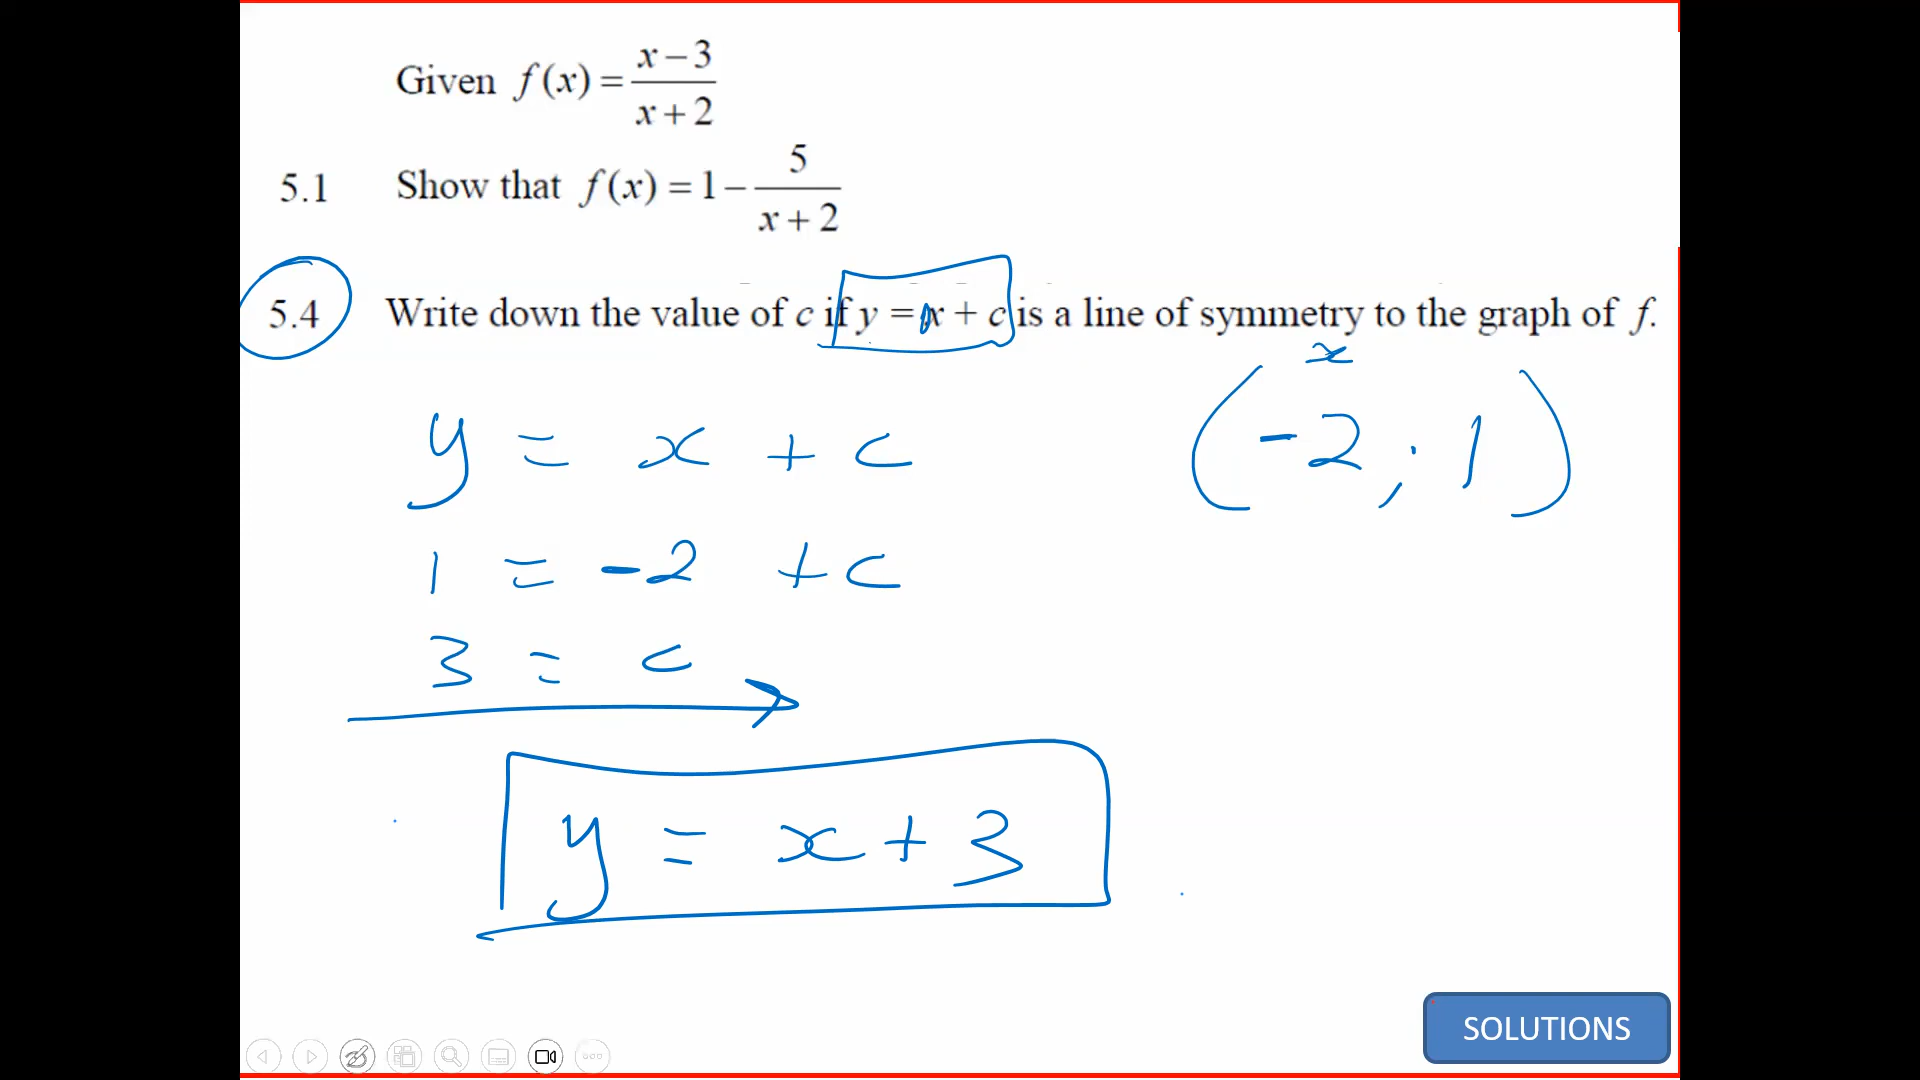 Given f(x) = (x – 3)/(x + 2)
5.1 Show that f(x) = 1 – 5/(x + 2)
5.4 Write down the value of c if y = x + c is a line of symmetry to the graph of f.
x
(-2 ; 1)
y = x + c
1 = -2 + c
3 = c
y = x + 3
SOLUTIONS